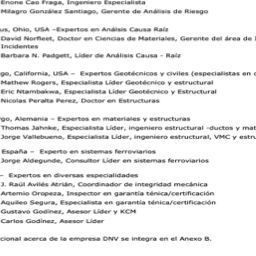 Enone Cao Fraga, Ingeniero Especialista
Milagro González Santiago, Gerente de Análisis de Riesgo
us, Ohio, USA –Expertos en Análisis Causa Raíz
David Norfleet, Doctor en Ciencias de Materiales, Gerente del área de
Incidentes
Barbara N. Padgett, Líder de Análisis Causa - Raíz
go, California, USA – Expertos Geotécnicos y civiles (especialistas en
Mathew Rogers, Especialista Líder Geotécnico y estructural
Eric Ntambakwa, Especialista Líder Geotécnico y Estructural
Nicolas Peralta Perez, Doctor en Estructuras
go, Alemania – Expertos en materiales y estructuras
Thomas Jahnke, Especialista Líder, ingeniero estructural -ductos y
Jorge Vallebueno, Especialista Líder, ingeniero estructural, VMC y
España – Experto en sistemas ferroviarios
Jorge Aldegunde, Consultor Líder en sistemas ferroviarios
– Expertos en diversas especialidades
J. Raúl Avilés Atrián, Coordinador de integridad mecánica
Artemio Oropeza, Inspector en garantía técnica/certificación
Aquileo Segura, Especialista en garantía ténica/certificación
Gustavo Godínez, Asesor Líder y KCM
Carlos Godínez, Asesor Líder
cional acerca de la empresa DNV se integra en el Anexo B.